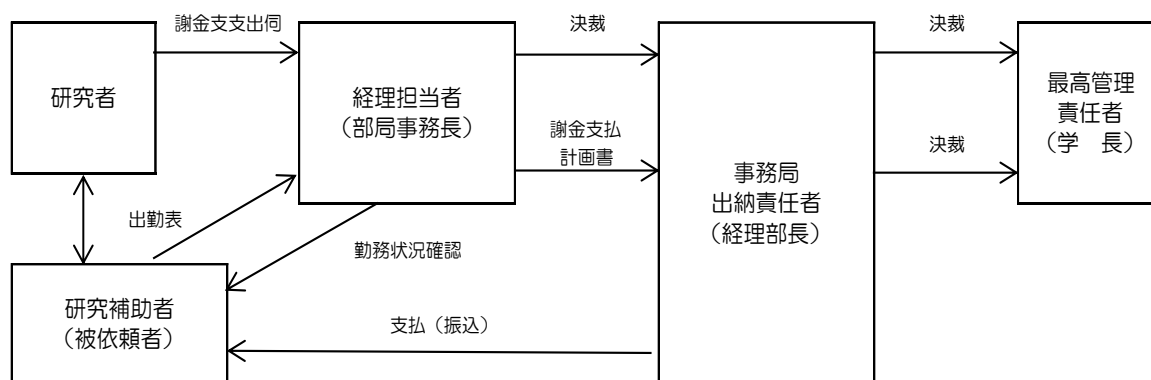 謝金支支出伺
決裁
決裁
研究者
経理担当者
（部局事務長）
最高管理
責任者
（学　長）
謝金支払
計画書
決裁
事務局
出納責任者
（経理部長）
出勤表
勤務状況確認
研究補助者
（被依頼者）
支払（振込）